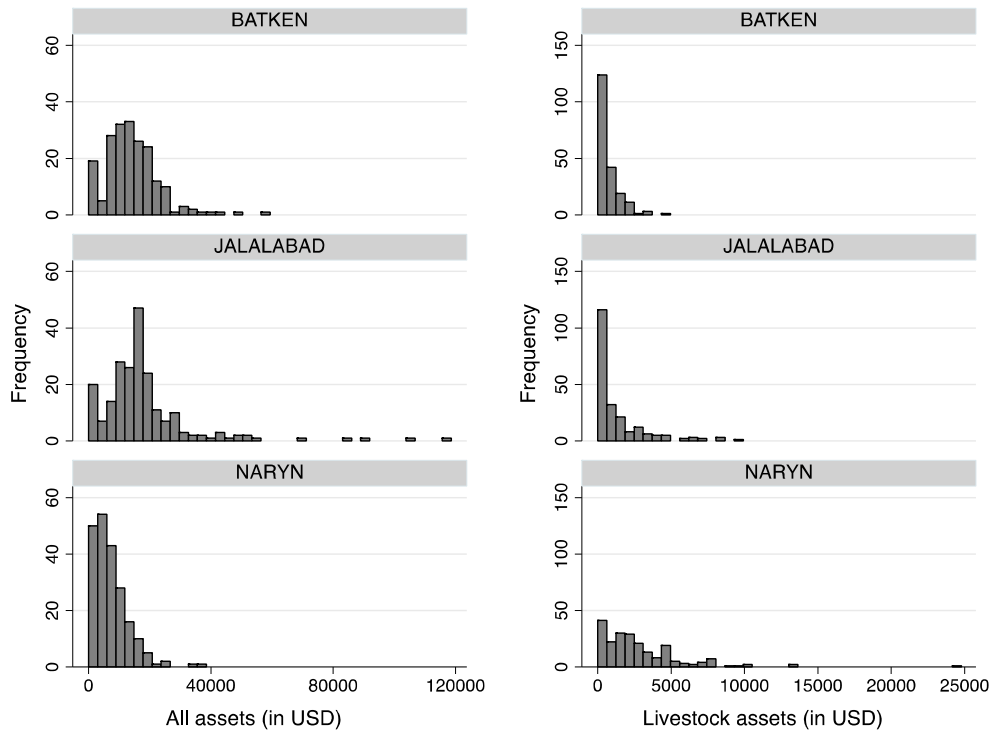 BATKEN
60
40
20
0
JALALABAD
60
40
20
0
Frequency
NARYN
60
40
20
0
0 40000 80000 120000
All assets (in USD)
BATKEN
150
100
50
0
JALALABAD
150
100
50
0
Frequency
NARYN
150
100
50
0
0 5000 10000 15000 20000 25000
Livestock assets (in USD)